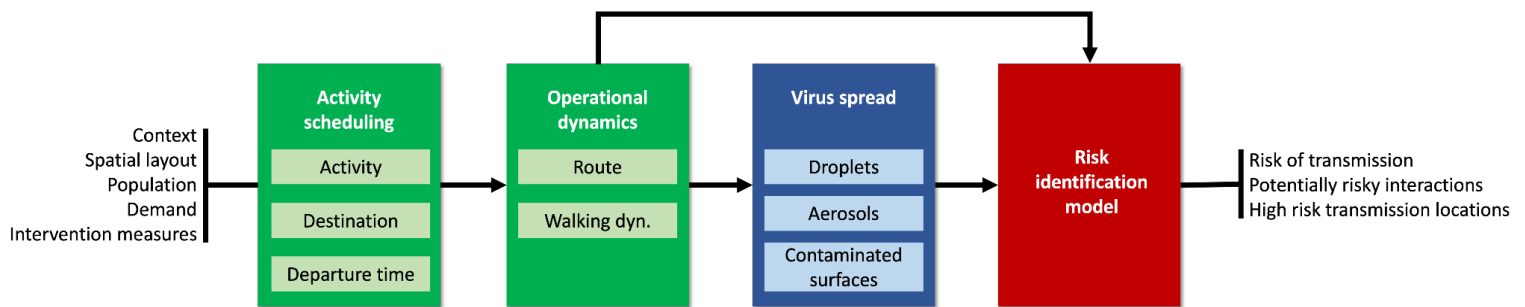 Context
Spatial layout
Population
Demand
Intervention measures
Activity
scheduling
Activity
Destination
Departure time
Operational
dynamics
Route
Walking dyn.
Virus spread
Droplets
Aerosols
Contaminated
surfaces
Risk
identification
model
Risk of transmission
Potentially risky interactions
High risk transmission locations